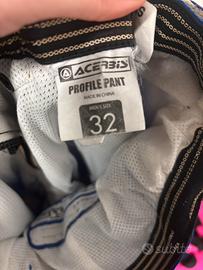 ACERBIS
PROFILE PANT
MADE IN CHINA
MEN'S SIZE
32
subito